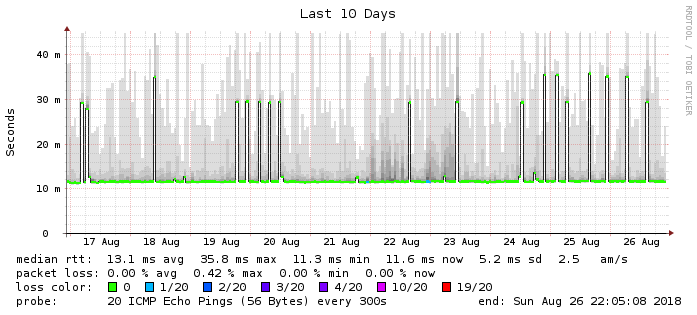 Last 10 Days
RRDTOOL / TOBI OETIKER
Seconds
40 m
30 m
20 m
10 m
0
17 Aug 18 Aug 19 Aug 20 Aug 21 Aug 22 Aug 23 Aug 24 Aug 25 Aug 26 Aug
median rtt: 13.1 ms avg 35.8 ms max 11.3 ms min 11.6 ms now 5.2 ms sd 2.5 am/s
packet loss: 0.00 % avg 0.42 % max 0.00 % min 0.00 % now
loss color: 0 1/20 2/20 3/20 4/20 10/20 19/20
probe: 20 ICMP Echo Pings (56 Bytes) every 300s end: Sun Aug 26 22:05:08 2018